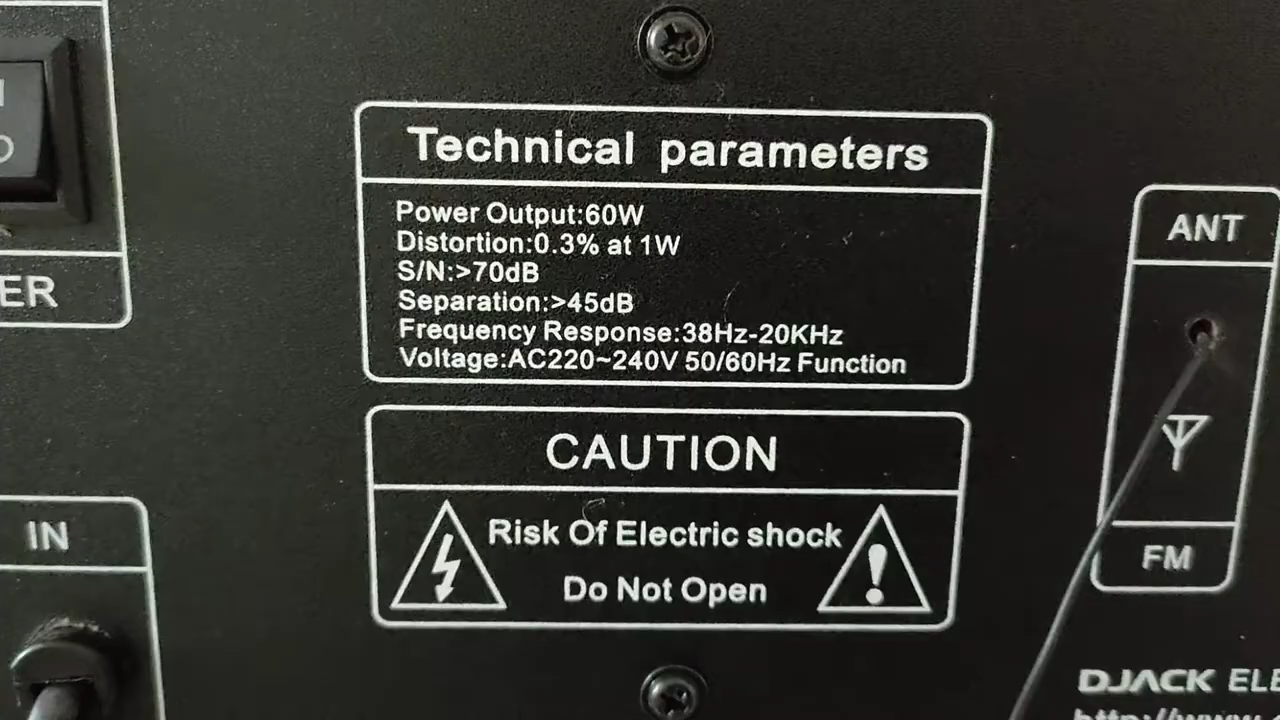 Technical parameters
Power Output:60W
Distortion:0.3% at 1W
S/N:>70dB
Separation:>45dB
Frequency Response:38Hz-20KHz
Voltage:AC220~240V 50/60Hz Function
CAUTION
Risk Of Electric shock
Do Not Open
ER
IN
ANT
FM
DJACK ELE